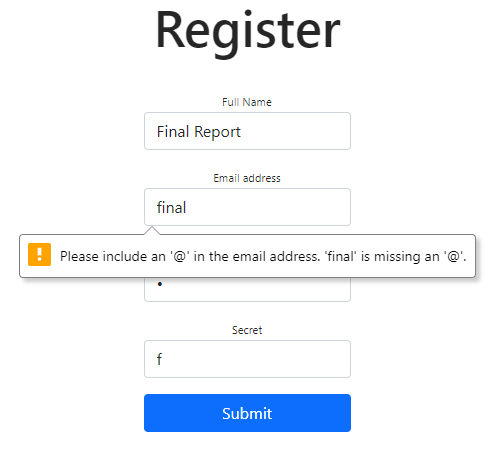 Register
Full Name
Final Report
Email address
final
Please include an '@' in the email address. 'final' is missing an '@'.
•
Secret
f
Submit